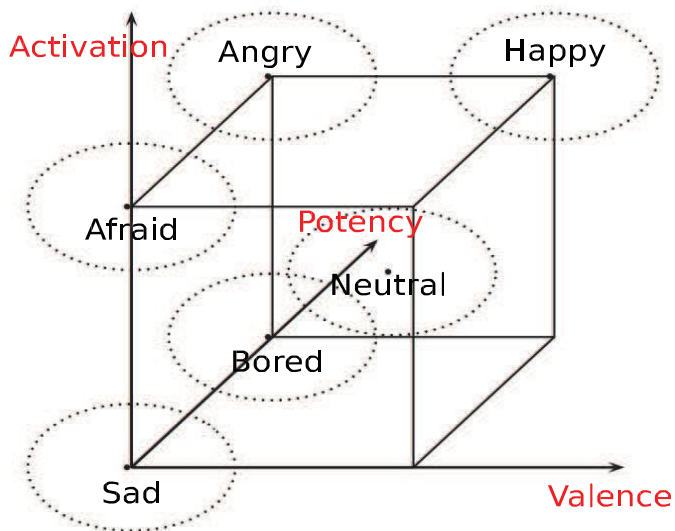 Activation
Angry
Happy
Afraid
Potency
Neutral
Bored
Sad
Valence